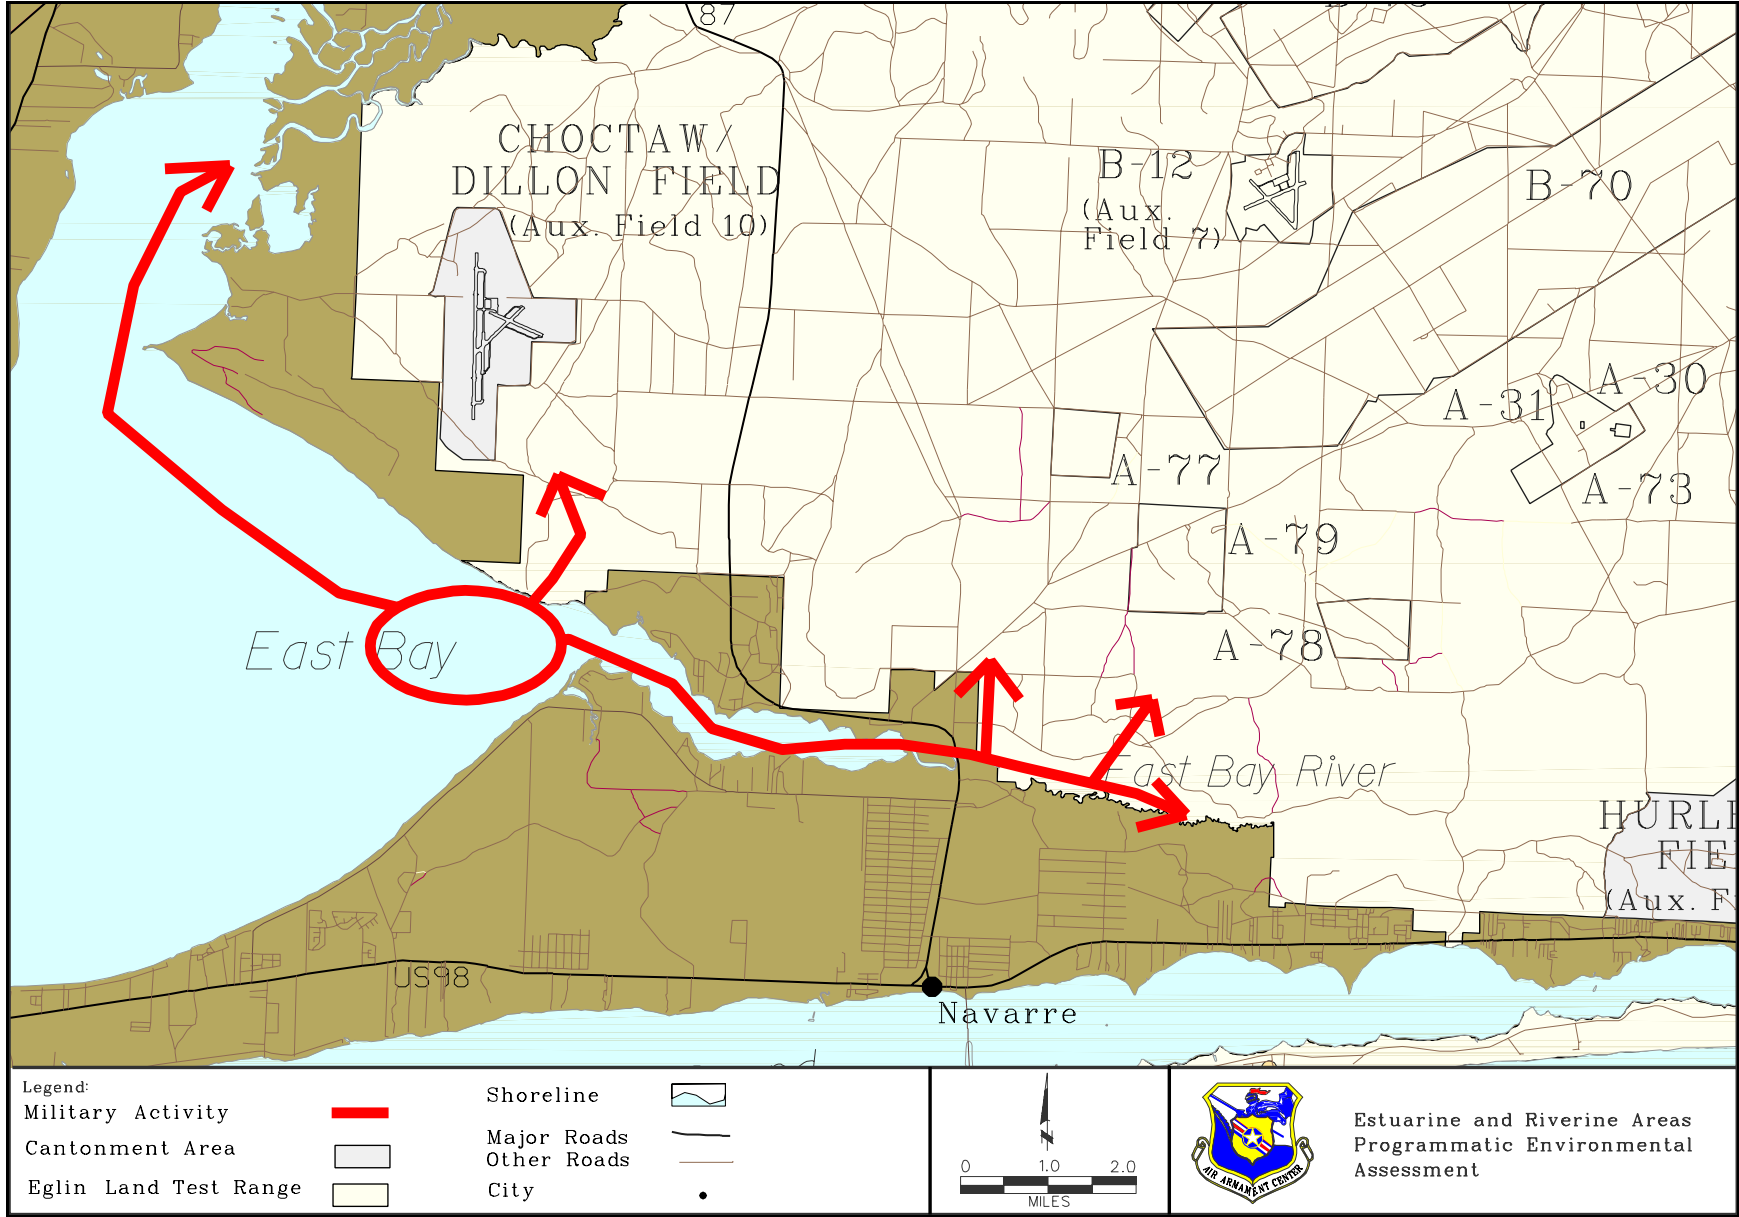 87
CHOCTAW/
DILLON FIELD
(Aux. Field 10)
B-12
(Aux.
Field 7)
B-70
A-30
A-31
A-77
A-73
A-79
A-78
East Bay
East Bay River
HURL
FIE
(Aux. F
US98
Navarre
Legend:
Military Activity
Cantonment Area
Eglin Land Test Range
Shoreline
Major Roads
Other Roads
City
0 1.0 2.0
MILES
AIR ARMAMENT CENTER
Estuarine and Riverine Areas
Programmatic Environmental
Assessment